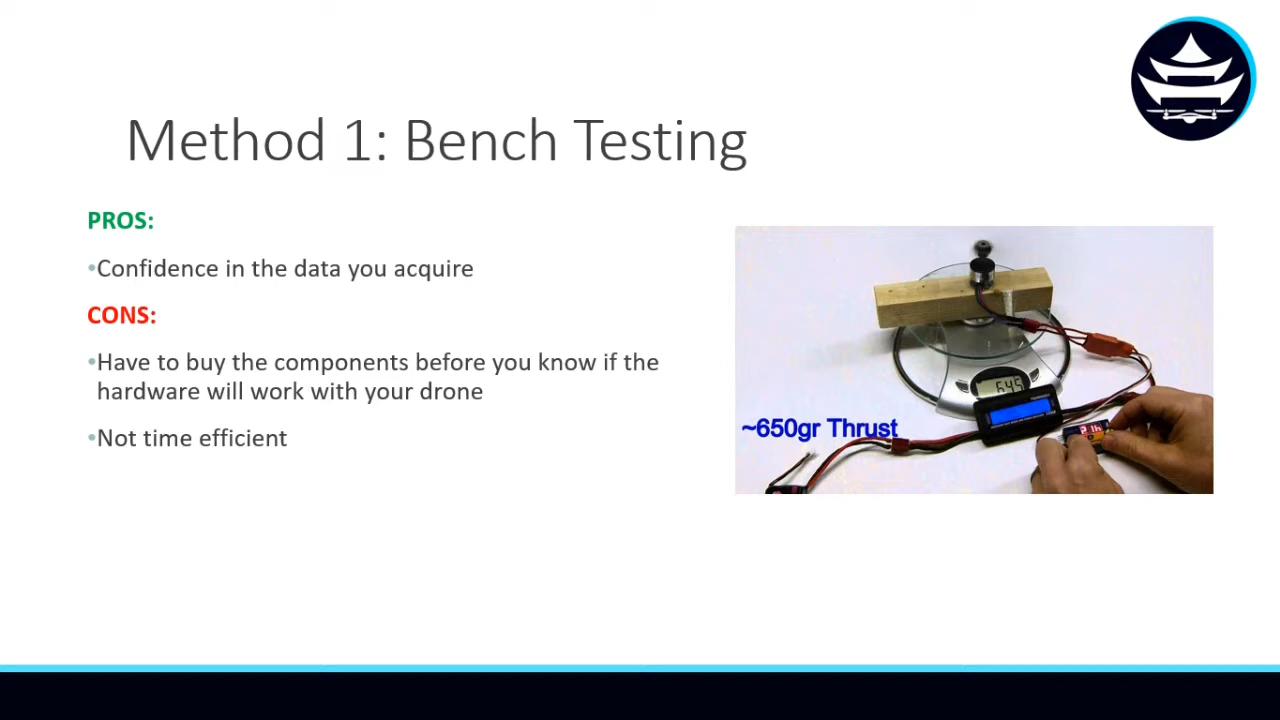 Method 1: Bench Testing
PROS:
•Confidence in the data you acquire
CONS:
•Have to buy the components before you know if the
hardware will work with your drone
•Not time efficient
645
~650gr Thrust